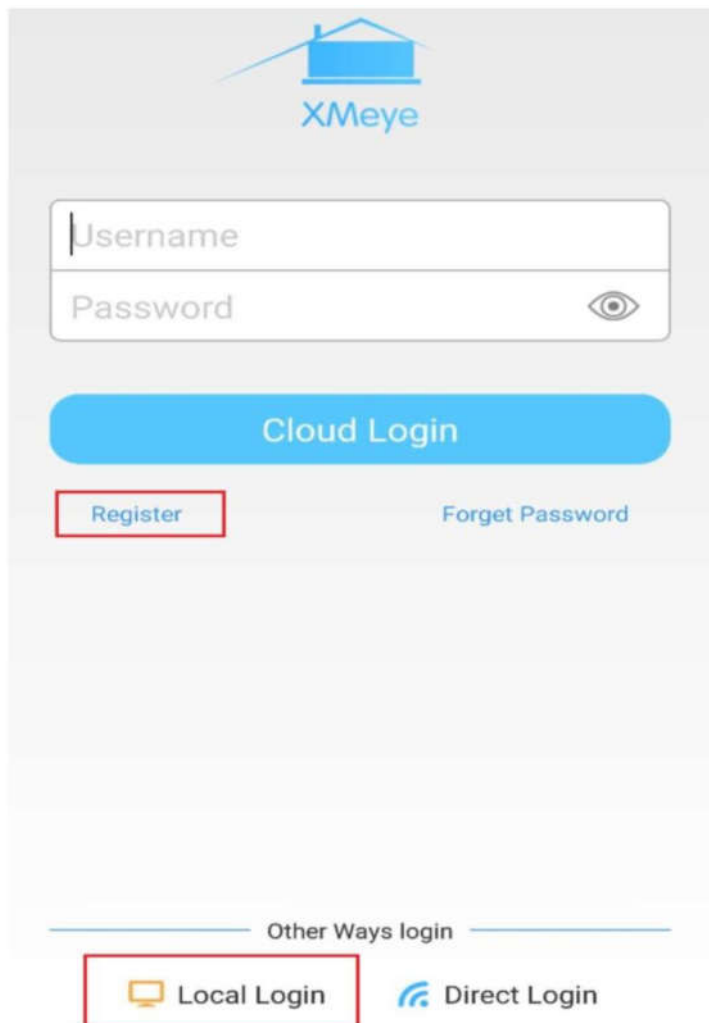 XMeye
Username
Password
Cloud Login
Register Forget Password
Other Ways login
Local Login Direct Login